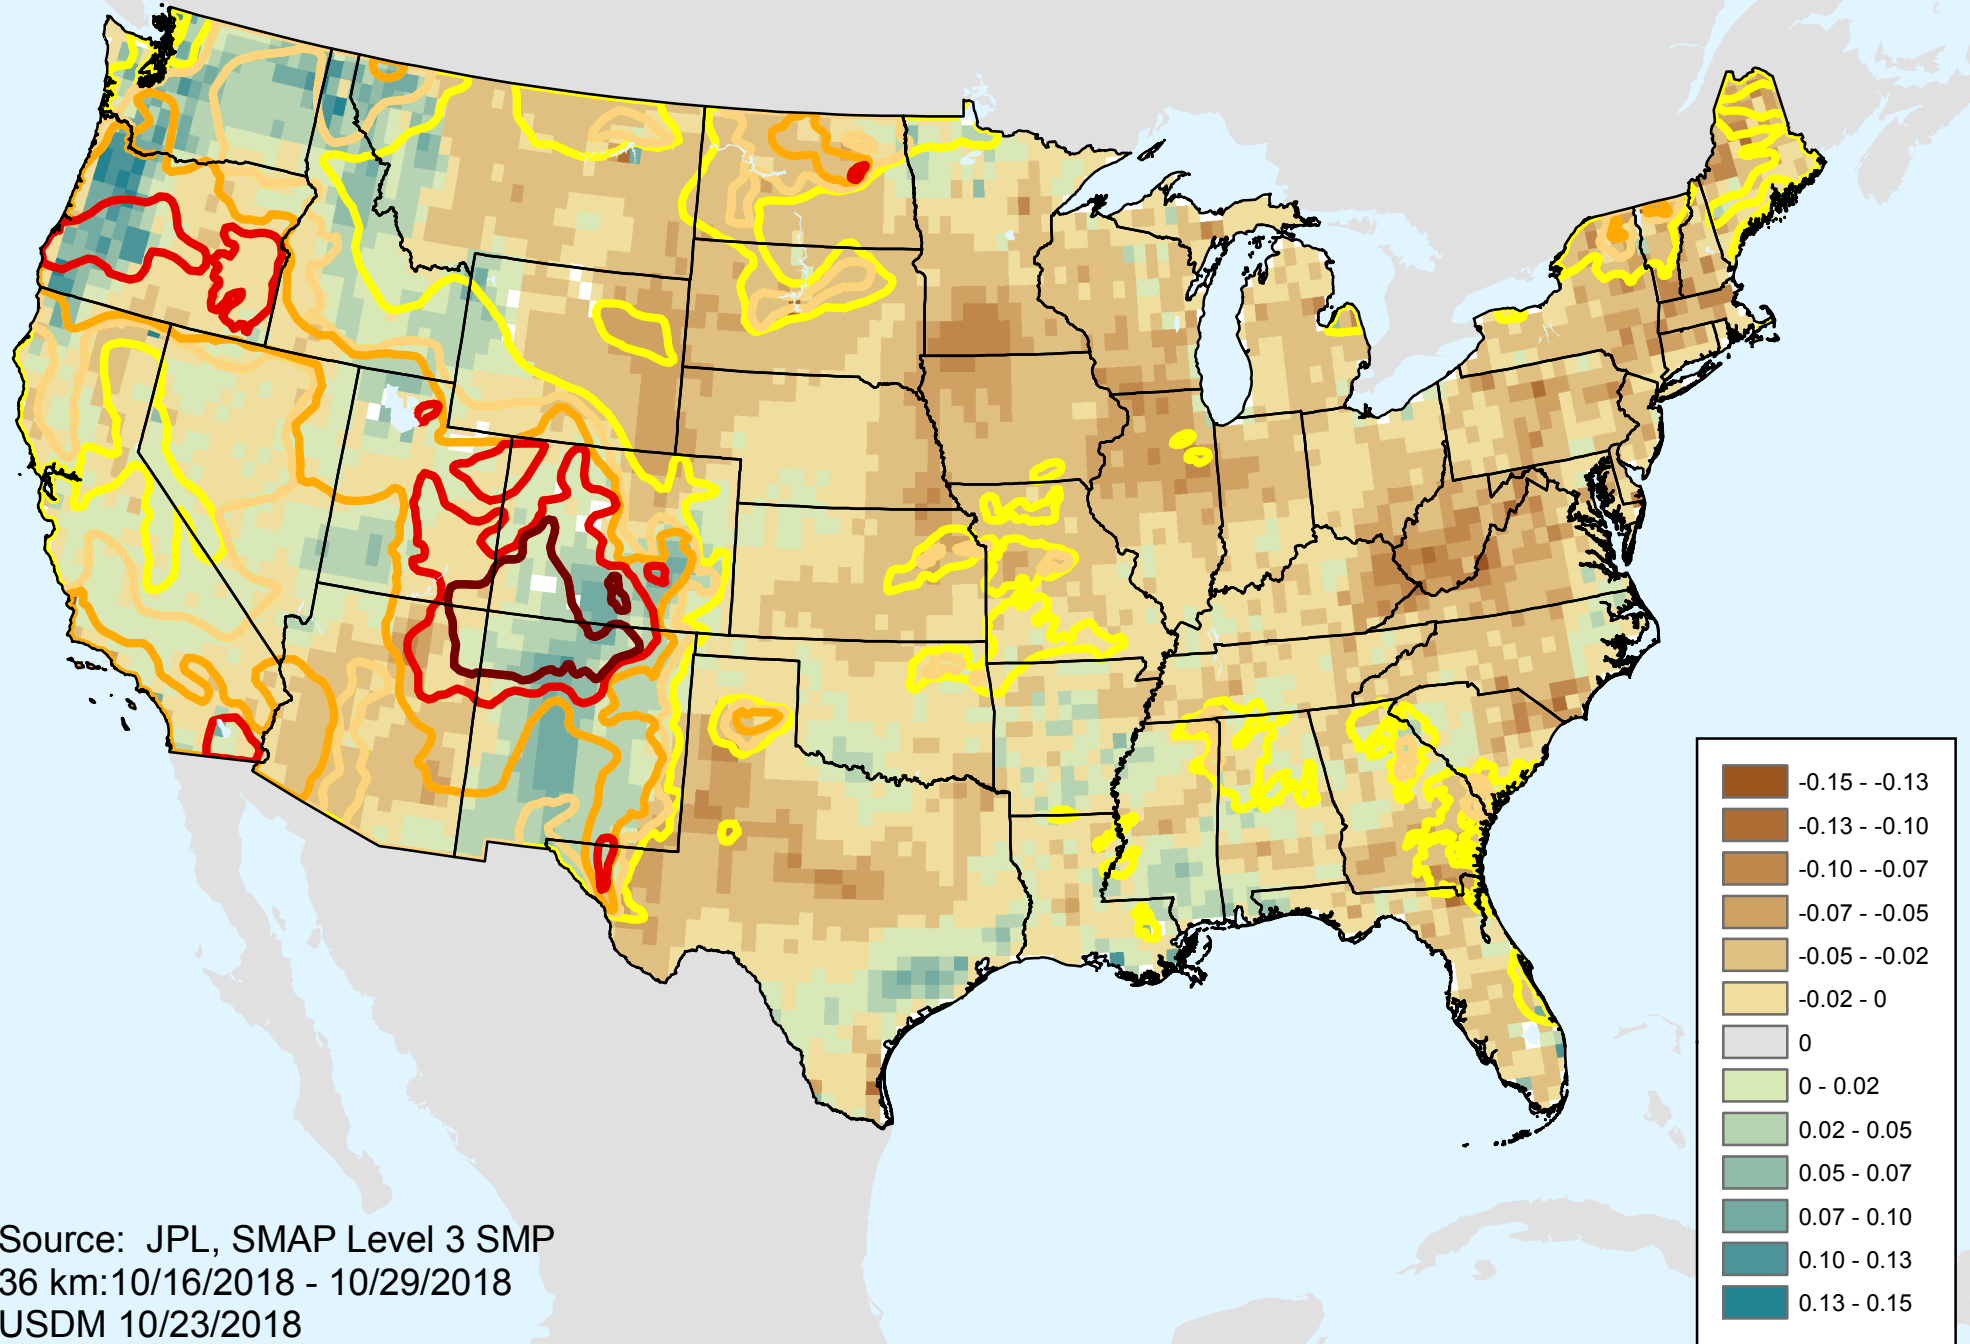 -0.15 - -0.13
-0.13 - -0.10
-0.10 - -0.07
-0.07 - -0.05
-0.05 - -0.02
-0.02 - 0
0
0 - 0.02
0.02 - 0.05
0.05 - 0.07
0.07 - 0.10
0.10 - 0.13
0.13 - 0.15
Source:  JPL, SMAP Level 3 SMP
36 km:10/16/2018 - 10/29/2018
USDM 10/23/2018